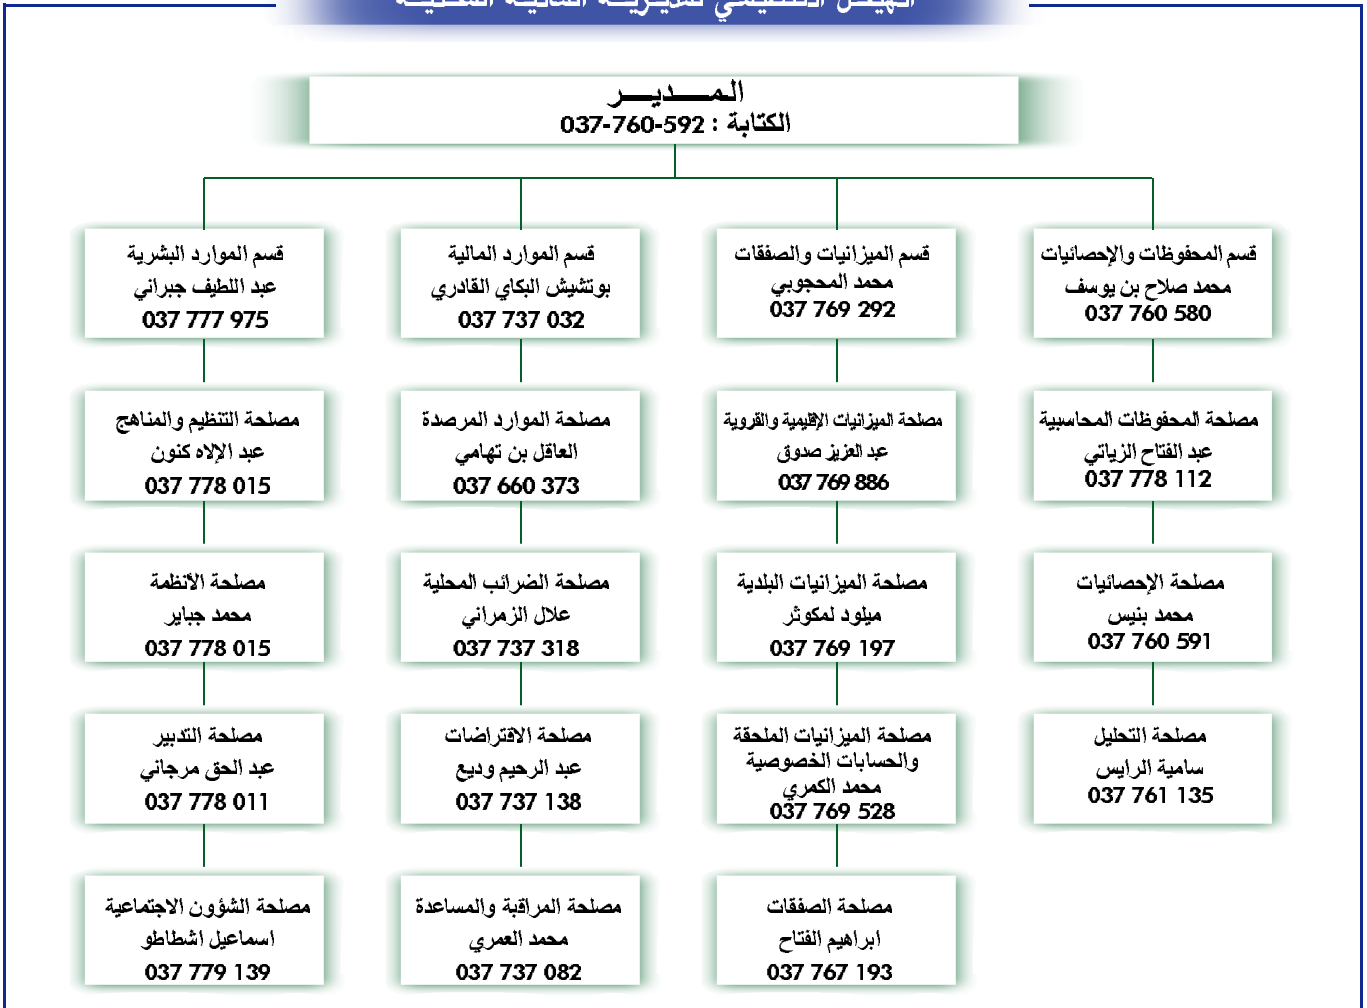 الهيكل التنظيمي لمديرية المالية المحلية
المدير
الكتابة : 592-760-037
قسم المحفوظات والإحصائيات
محمد صلاح بن يوسف
037 760 580
قسم الميزانيات والصفقات
محمد المحجوبي
037 769 292
قسم الموارد المالية
بوتشيش البكاي القادري
037 737 032
قسم الموارد البشرية
عبد اللطيف جبراني
037 777 975
مصلحة المحفوظات المحاسبية
عبد الفتاح الزياتي
037 778 112
مصلحة الميزانيات الإقليمية والقروية
عبد العزيز صدوق
037 769 886
مصلحة الموارد المرصدة
العاقل بن تهامي
037 660 373
مصلحة التنظيم والمناهج
عبد الإلاه كنون
037 778 015
مصلحة الإحصائيات
محمد بنيس
037 760 591
مصلحة الميزانيات البلدية
ميلود لمكوثر
037 769 197
مصلحة الضرائب المحلية
علال الزمراني
037 737 318
مصلحة الأنظمة
محمد جباير
037 778 015
مصلحة التحليل
سامية الرايس
037 761 135
مصلحة الميزانيات الملحقة
والحسابات الخصوصية
محمد الكمري
037 769 528
مصلحة الاقتراضات
عبد الرحيم وديع
037 737 138
مصلحة التدبير
عبد الحق مرجاني
037 778 011
مصلحة الصفقات
ابراهيم الفتاح
037 767 193
مصلحة المراقبة والمساعدة
محمد العمري
037 737 082
مصلحة الشؤون الاجتماعية
اسماعيل اشطاطو
037 779 139